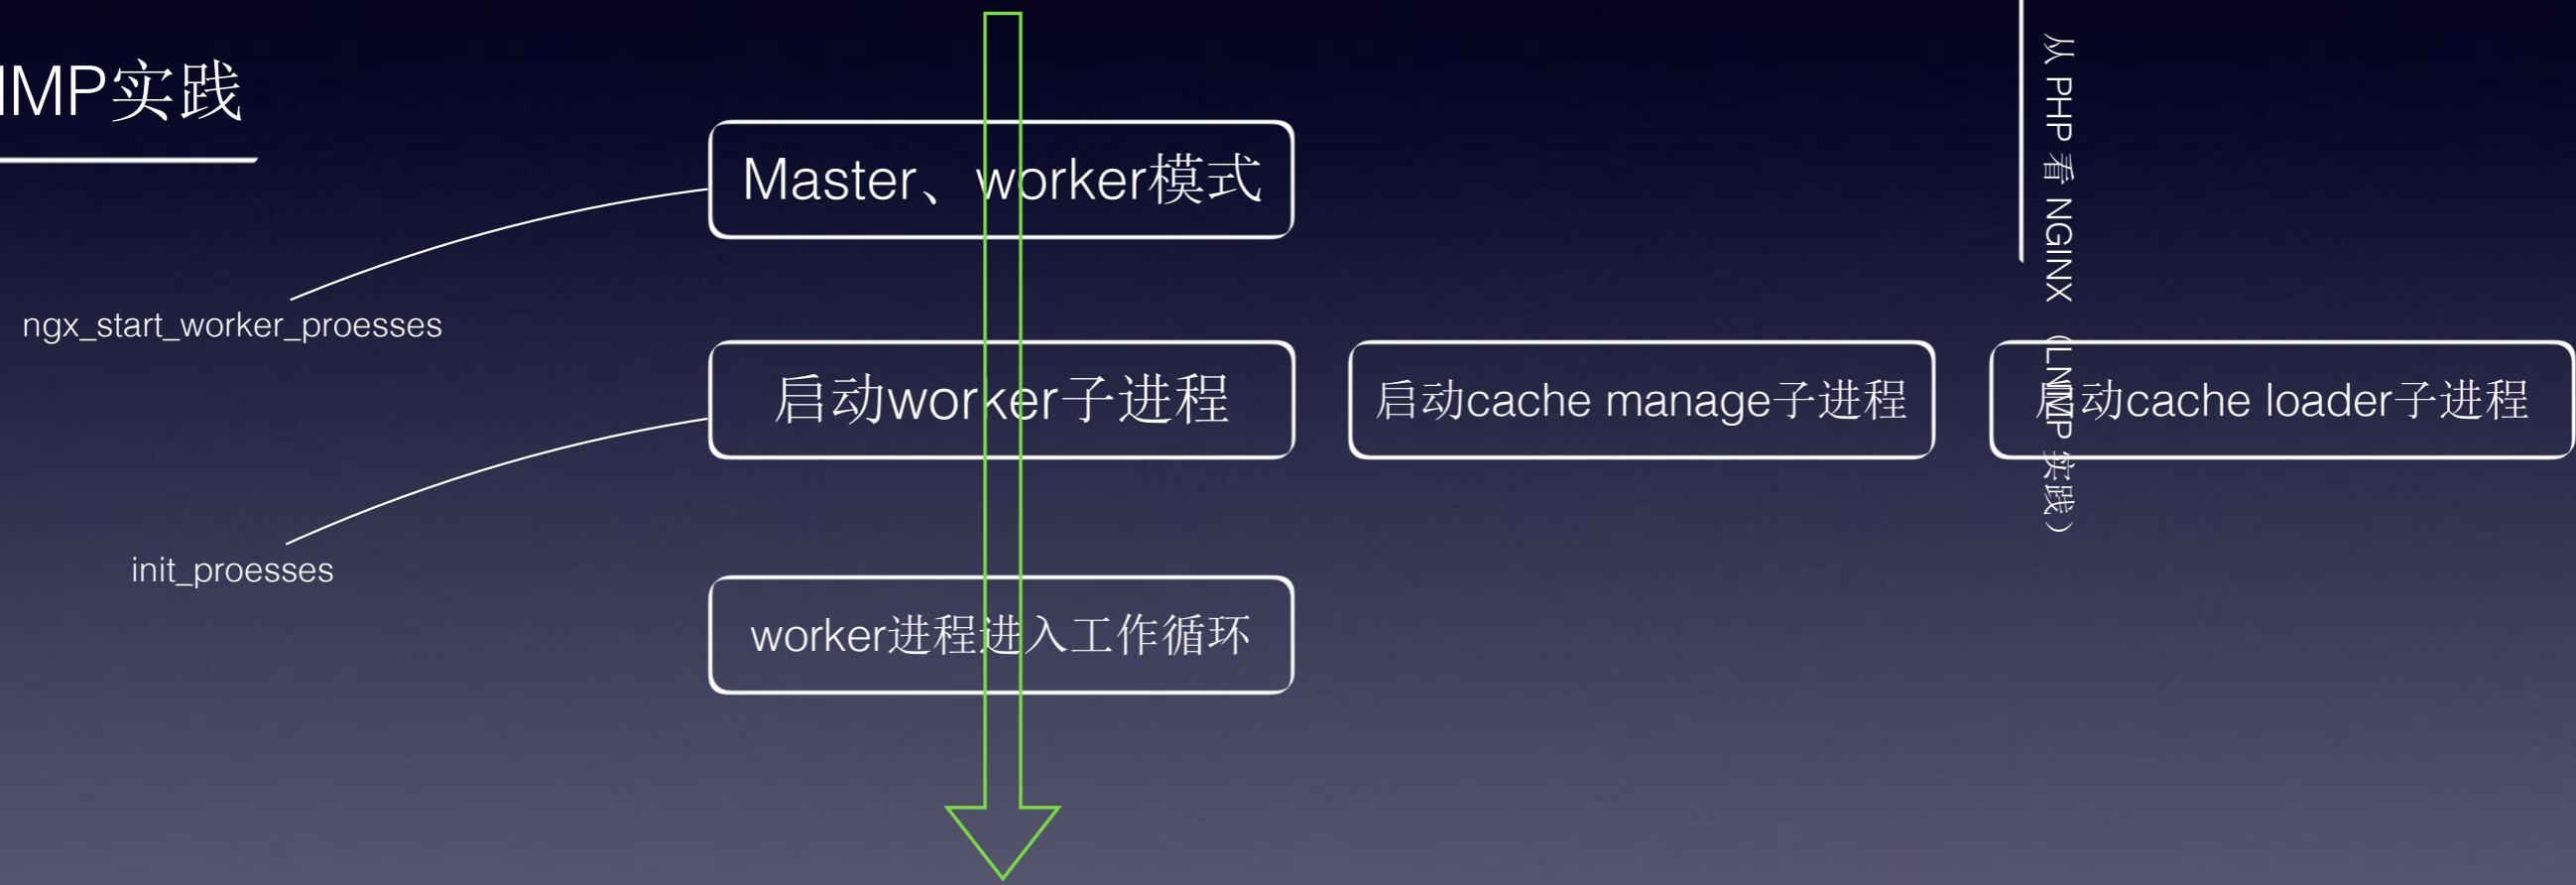 IMP实践
Master、worker模式
ngx_start_worker_proesses
启动worker子进程
启动cache manage子进程
启动cache loader子进程
init_proesses
worker进程进入工作循环
从 PHP 看 NGINX （LNMP 实践）